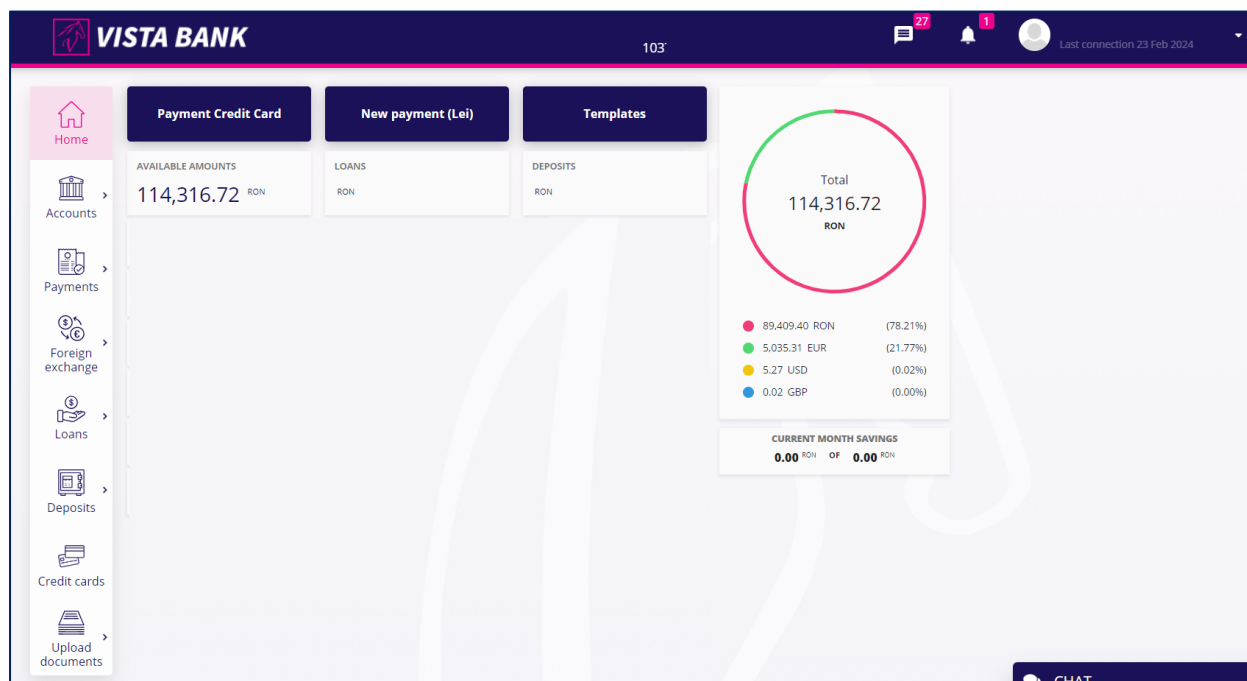 VISTA BANK
103
27
1
Last connection 23 Feb 2024
Home
Accounts
Payments
Foreign
exchange
Loans
Deposits
Credit cards
Upload
documents
Payment Credit Card
New payment (Lei)
Templates
AVAILABLE AMOUNTS
114,316.72 RON
LOANS
RON
DEPOSITS
RON
Total
114,316.72
RON
89,409.40 RON (78.21%)
5,035.31 EUR (21.77%)
5.27 USD (0.02%)
0.02 GBP (0.00%)
CURRENT MONTH SAVINGS
0.00 RON OF 0.00 RON
CHAT